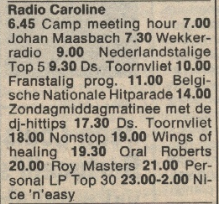 Radio Caroline
6.45 Camp meeting hour 7.00
Johan Maasbach 7.30 Wekker-
radio 9.00 Nederlandstalige
Top 5 9.30 Ds. Toornvliet 10.00
Franstalig prog. 11.00 Belgi-
sche Nationale Hitparade 14.00
Zondagmiddagmatinee met de
dj-hittips 17.30 Ds. Toornvliet
18.00 Nonstop 19.00 Wings of
healing 19.30 Oral Roberts
20.00 Roy Masters 21.00 Per-
sonal LP Top 30 23.00-2.00 Ni-
ce 'n'easy